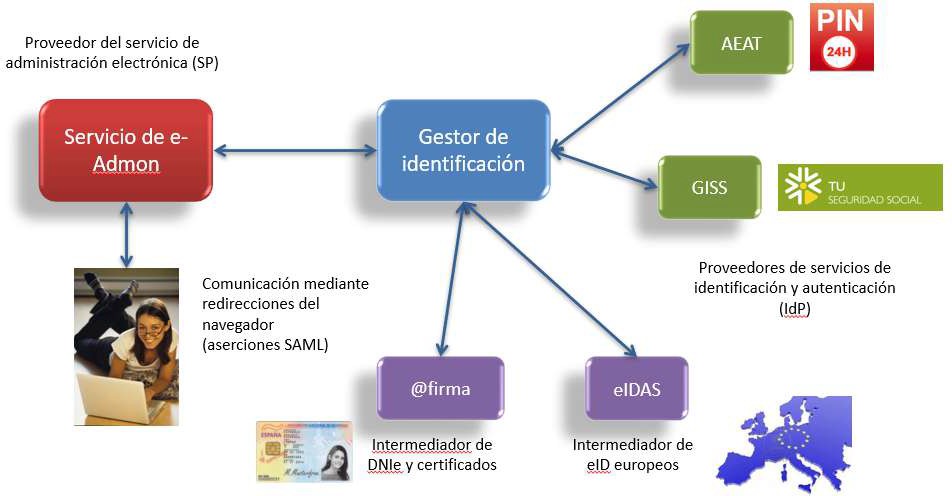 Proveedor del servicio de
administración electrónica (SP)
Servicio de e-
Admon
Gestor de
identificación
AEAT
PIN
24H
GISS
TU
SEGURIDAD SOCIAL
Proveedores de servicios de
identificación y autenticación
(IdP)
Comunicación mediante
redirecciones del
navegador
(aserciones SAML)
@firma
eIDAS
ESPAÑA
Intermediador de
DNIe y certificados
Intermediador de
eID europeos